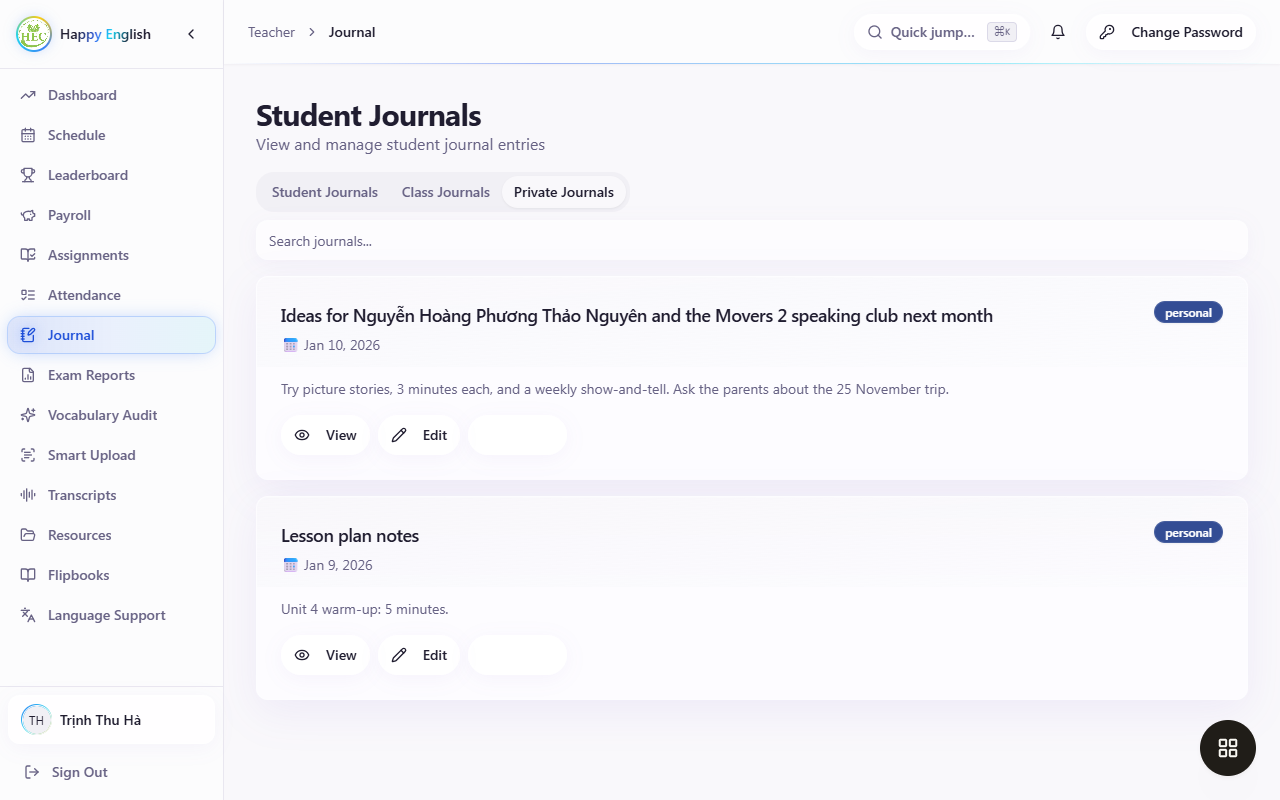 HEC
Happy English
Teacher
Journal
Quick jump...
⌘K
Change Password
Dashboard
Schedule
Leaderboard
Payroll
Assignments
Attendance
Journal
Exam Reports
Vocabulary Audit
Smart Upload
Transcripts
Resources
Flipbooks
Language Support
TH
Trịnh Thu Hà
Sign Out
Student Journals
View and manage student journal entries
Student Journals
Class Journals
Private Journals
Search journals...
Ideas for Nguyễn Hoàng Phương Thảo Nguyên and the Movers 2 speaking club next month
personal
Jan 10, 2026
Try picture stories, 3 minutes each, and a weekly show-and-tell. Ask the parents about the 25 November trip.
View
Edit
Lesson plan notes
personal
Jan 9, 2026
Unit 4 warm-up: 5 minutes.
View
Edit